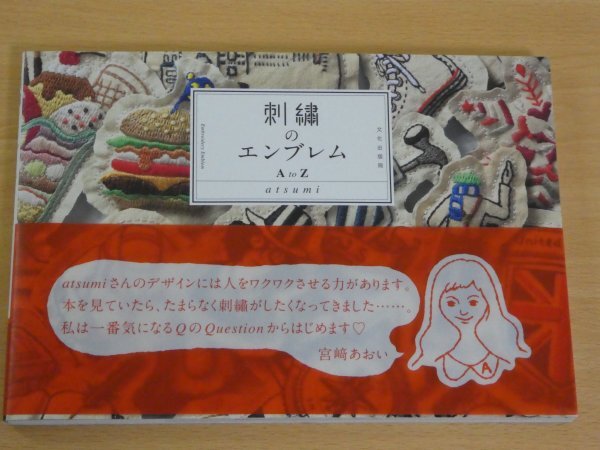 刺繡
の
エンブレム
A to Z
atsumi
Embroidery Emblem
文化出版局
atsumiさんのデザインには人をワクワクさせる力があります。
本を見ていたら、たまらなく刺繡がしたくなってきました……。
私は一番気になるQのQuestionからはじめます♡
宮﨑あおい
A
United